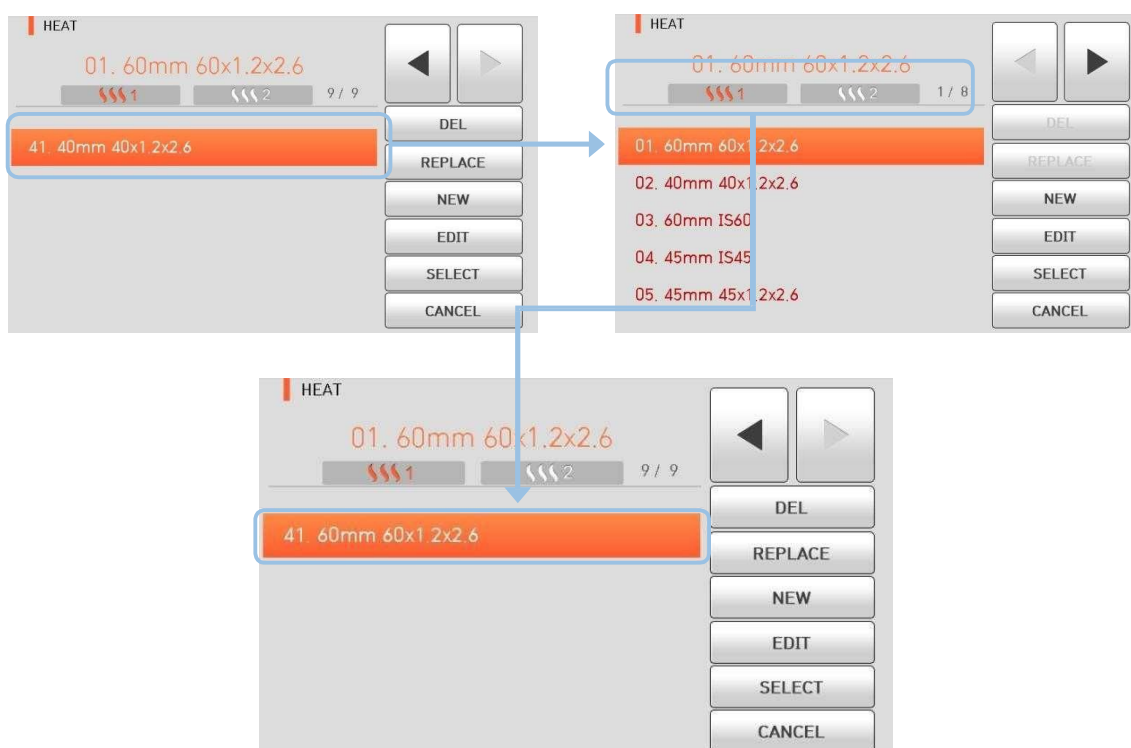 HEAT
01. 60mm 60x1.2x2.6
1
2
9/ 9
41. 40mm 40x1.2x2.6
DEL
REPLACE
NEW
EDIT
SELECT
CANCEL
HEAT
01. 60mm 60x1.2x2.6
1
2
1/ 8
01. 60mm 60x1.2x2.6
02. 40mm 40x1.2x2.6
03. 60mm IS60
04. 45mm IS45
05. 45mm 45x1.2x2.6
DEL
REPLACE
NEW
EDIT
SELECT
CANCEL
HEAT
01. 60mm 60x1.2x2.6
1
2
9/ 9
41. 60mm 60x1.2x2.6
DEL
REPLACE
NEW
EDIT
SELECT
CANCEL